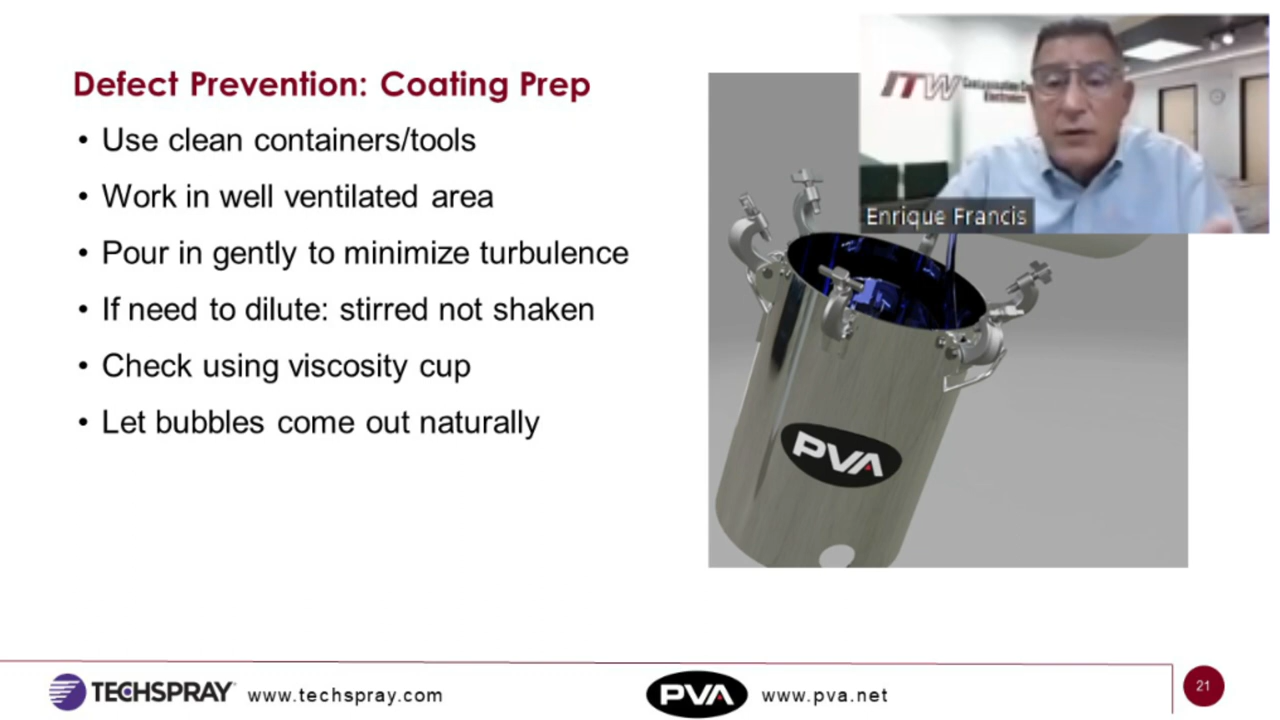 Defect Prevention: Coating Prep
• Use clean containers/tools
• Work in well ventilated area
• Pour in gently to minimize turbulence
• If need to dilute: stirred not shaken
• Check using viscosity cup
• Let bubbles come out naturally
ITW
Electronics
Enrique Francis
PVA
TECHSPRAY www.techspray.com
PVA www.pva.net
21